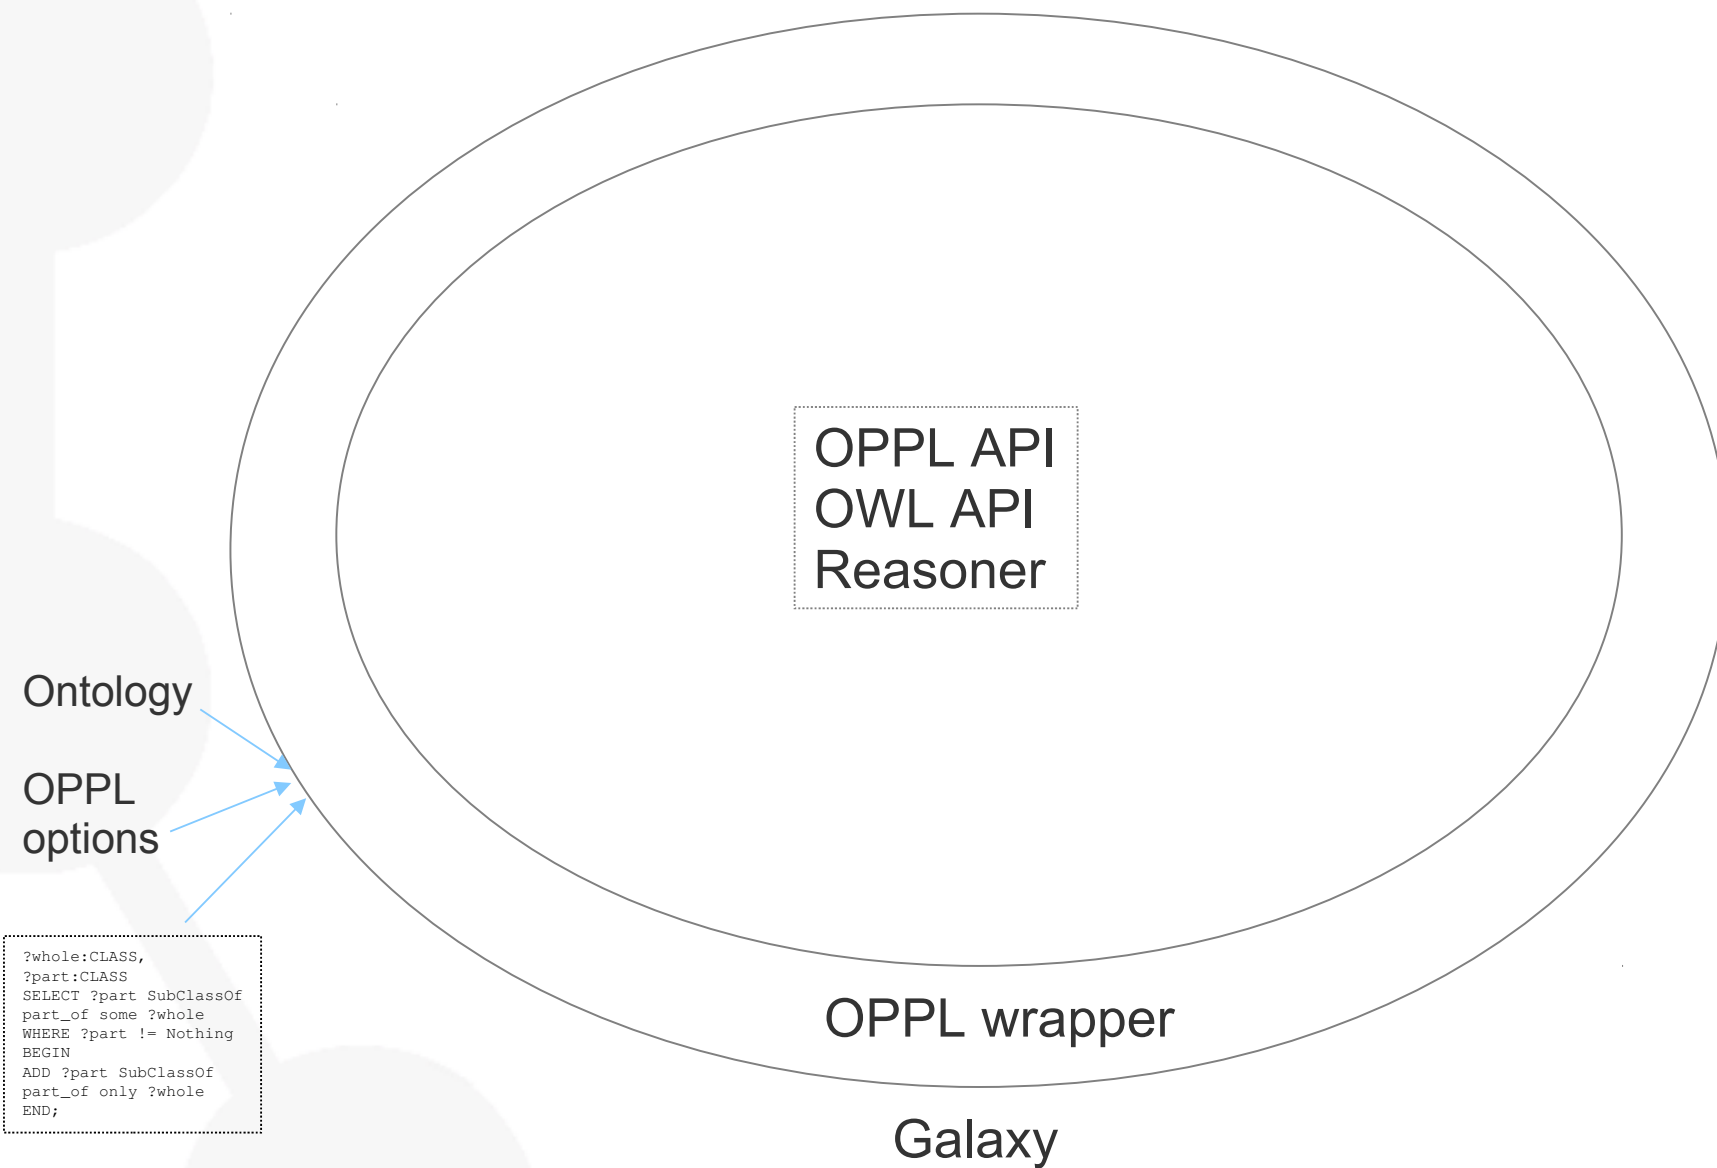 OPPL API
OWL API
Reasoner
Ontology
OPPL
options
?whole:CLASS,
?part:CLASS
SELECT ?part SubClassOf
part_of some ?whole
WHERE ?part != Nothing
BEGIN
ADD ?part SubClassOf
part_of only ?whole
END;
OPPL wrapper
Galaxy